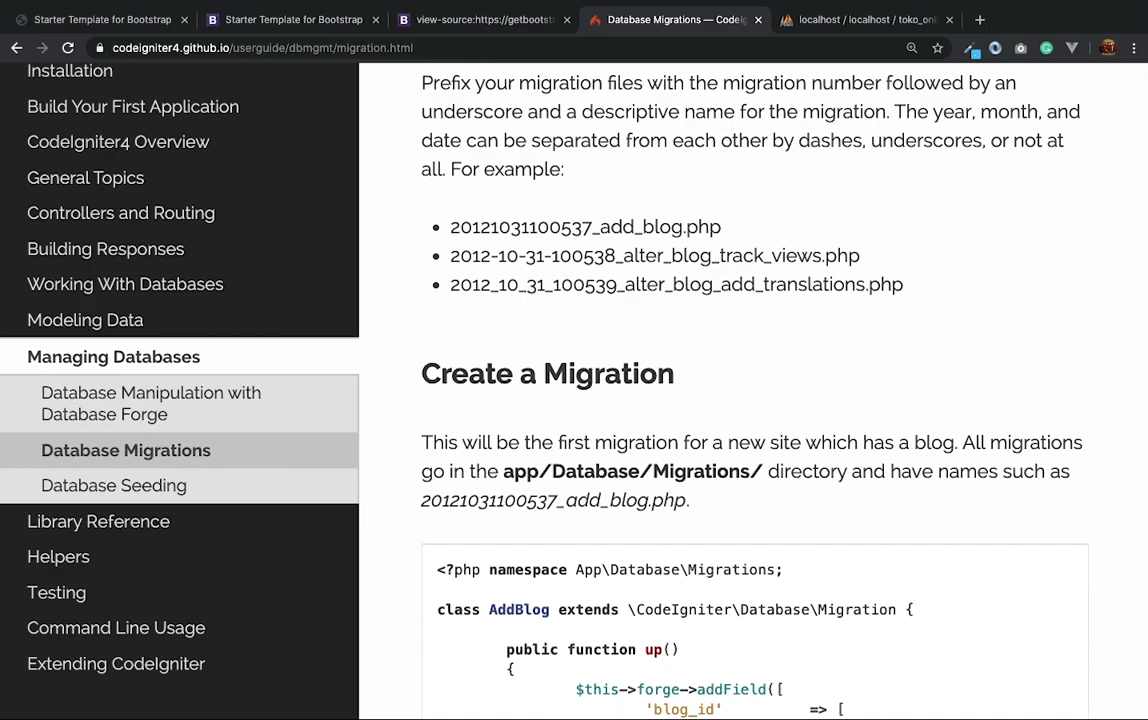 Starter Template for Bootstrap
Starter Template for Bootstrap
view-source:https://getbootst
Database Migrations — CodeIg
localhost / localhost / toko_onl
codeigniter4.github.io/userguide/dbmgmt/migration.html
Installation
Build Your First Application
CodeIgniter4 Overview
General Topics
Controllers and Routing
Building Responses
Working With Databases
Modeling Data
Managing Databases
Database Manipulation with
Database Forge
Database Migrations
Database Seeding
Library Reference
Helpers
Testing
Command Line Usage
Extending CodeIgniter
Prefix your migration files with the migration number followed by an
underscore and a descriptive name for the migration. The year, month, and
date can be separated from each other by dashes, underscores, or not at
all. For example:
• 20121031100537_add_blog.php
• 2012-10-31-100538_alter_blog_track_views.php
• 2012_10_31_100539_alter_blog_add_translations.php
Create a Migration
This will be the first migration for a new site which has a blog. All migrations
go in the app/Database/Migrations/ directory and have names such as
20121031100537_add_blog.php.
<?php namespace App\Database\Migrations;
class AddBlog extends \CodeIgniter\Database\Migration {
public function up()
{
$this->forge->addField([
'blog_id' => [